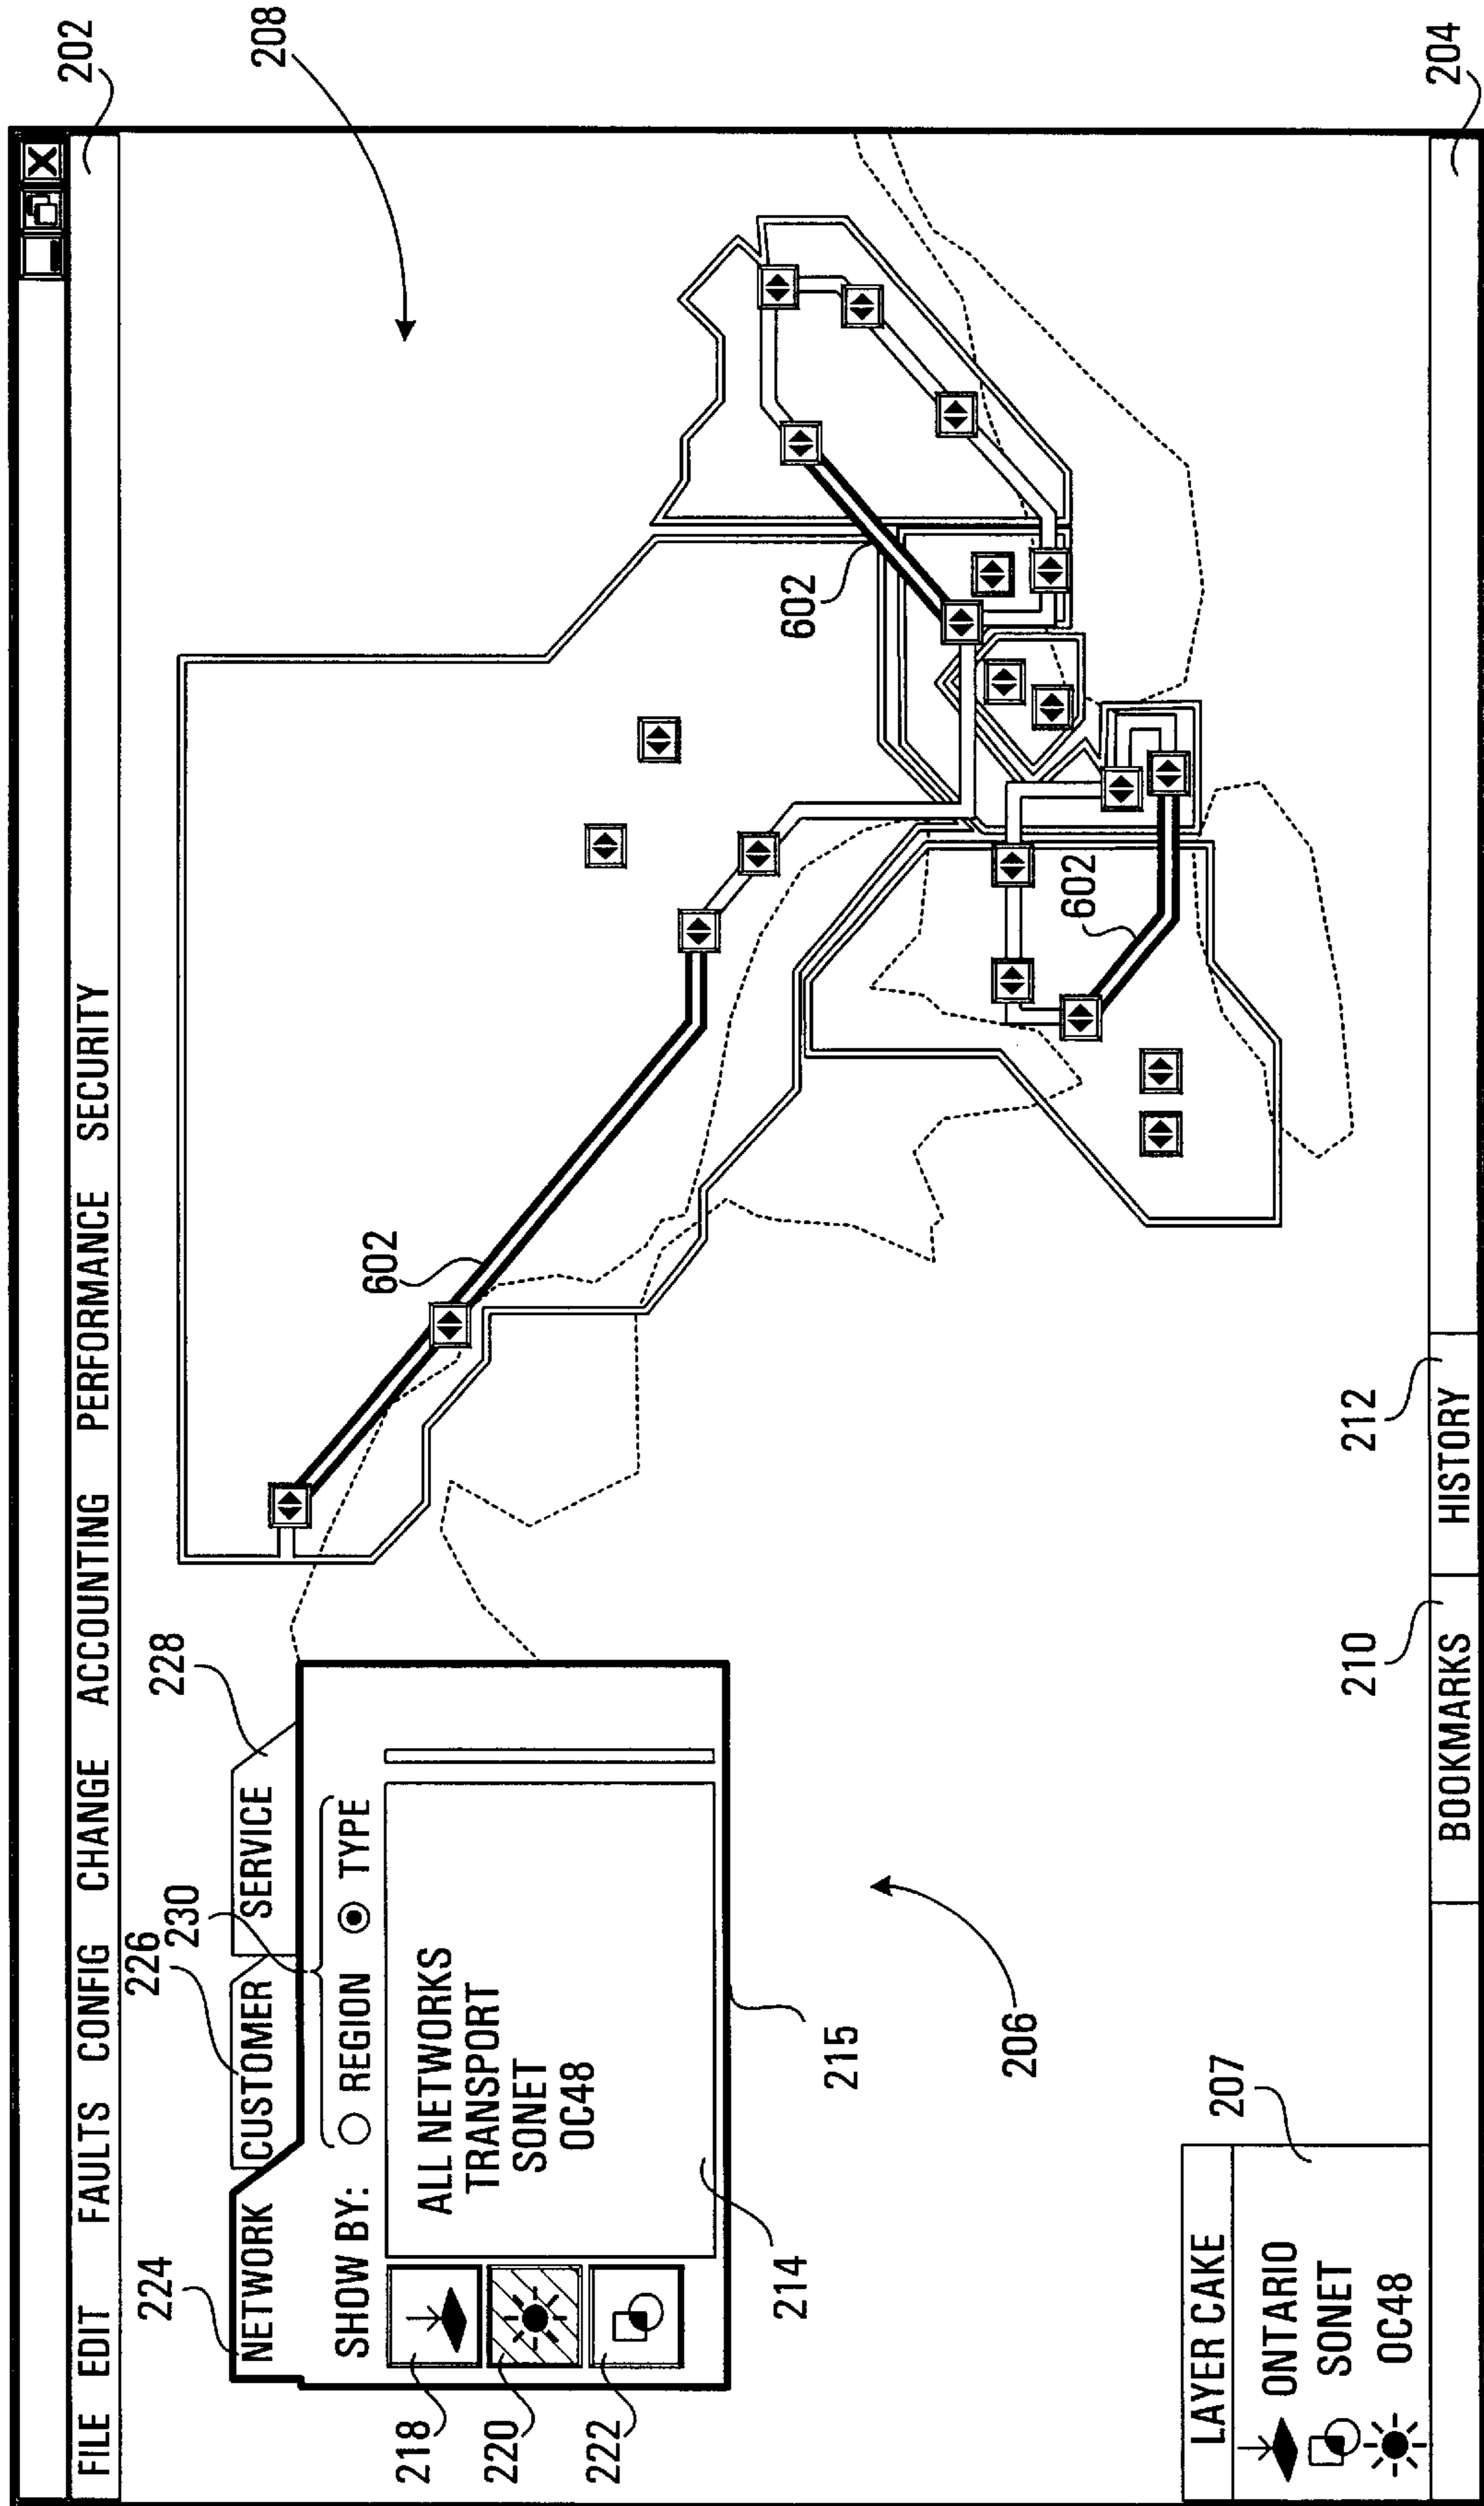 202
208
FILE EDIT FAULTS CONFIG CHANGE ACCOUNTING PERFORMANCE SECURITY
224
226
230
228
NETWORK
CUSTOMER
SERVICE
SHOW BY:
REGION
TYPE
218
220
222
ALL NETWORKS
TRANSPORT
SONET
OC48
214
215
206
602
602
602
207
LAYER CAKE
ONTARIO
SONET
OC48
210
212
BOOKMARKS
HISTORY
204